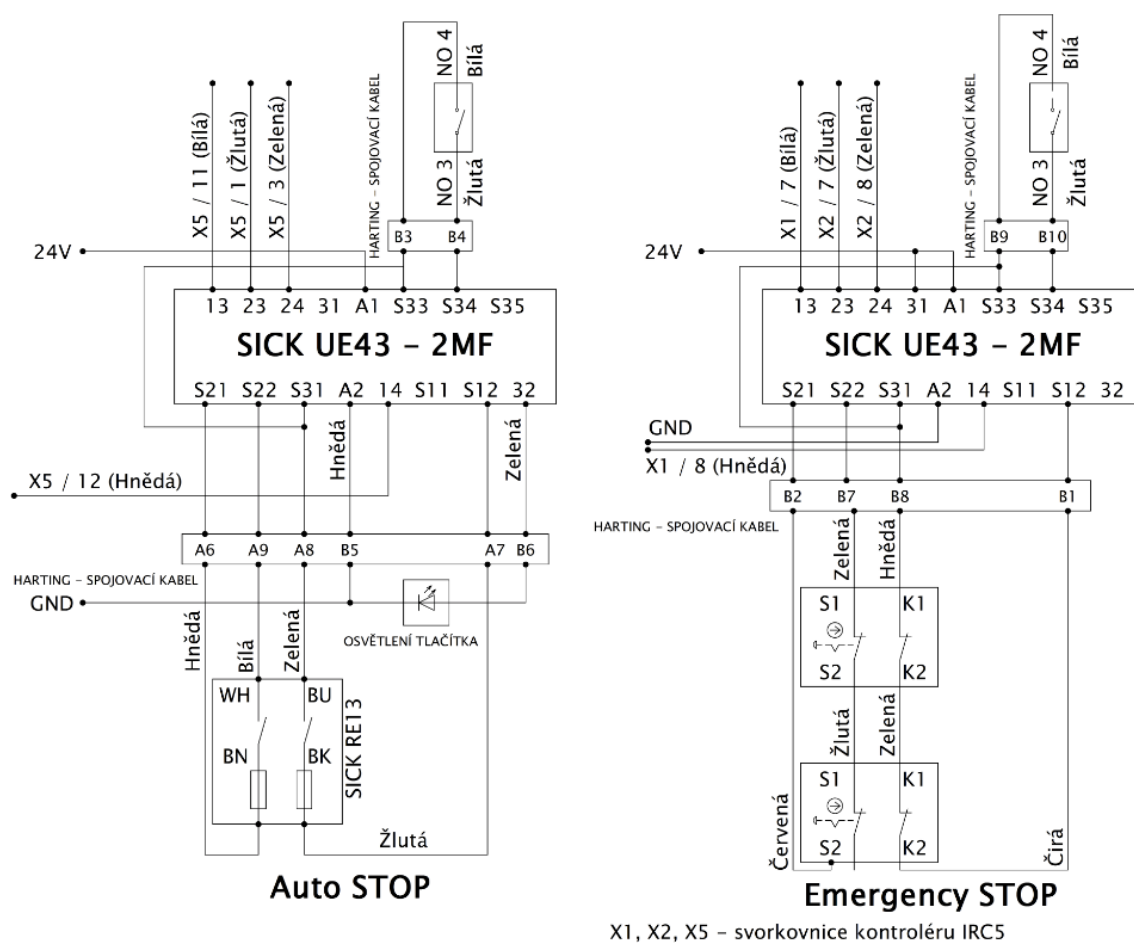 NO 4
Bílá
NO 3
Žlutá
HARTING – SPOJOVACÍ KABEL
X5 / 11 (Bílá)
X5 / 1 (Žlutá)
X5 / 3 (Zelená)
B3 B4
24V
13 23 24 31 A1 S33 S34 S35
SICK UE43 – 2MF
S21 S22 S31 A2 14 S11 S12 32
Hnědá
Zelená
X5 / 12 (Hnědá)
A6 A9 A8 B5 A7 B6
HARTING – SPOJOVACÍ KABEL
GND
OSVĚTLENÍ TLAČÍTKA
Hnědá
Bílá
Zelená
WH BU
BN BK
SICK RE13
Žlutá
Auto STOP
NO 4
Bílá
NO 3
Žlutá
HARTING – SPOJOVACÍ KABEL
X1 / 7 (Bílá)
X2 / 7 (Žlutá)
X2 / 8 (Zelená)
B9 B10
24V
13 23 24 31 A1 S33 S34 S35
SICK UE43 – 2MF
S21 S22 S31 A2 14 S11 S12 32
GND
X1 / 8 (Hnědá)
B2 B7 B8 B1
HARTING – SPOJOVACÍ KABEL
Zelená
Hnědá
S1 K1
S2 K2
Žlutá
Zelená
S1 K1
S2 K2
Červená
Čirá
Emergency STOP
X1, X2, X5 – svorkovnice kontroléru IRC5